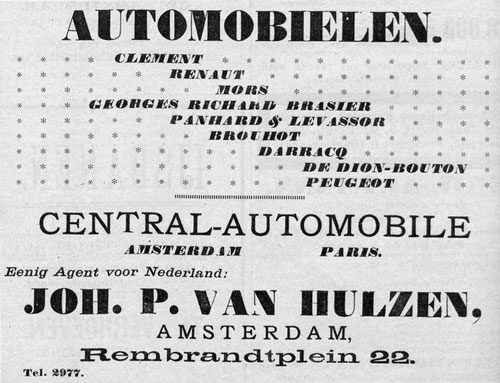 AUTOMOBIELEN.
CLEMENT
RENAUT
MORS
GEORGES RICHARD BRASIER
PANHARD & LEVASSOR
BROUHOT
DARRACQ
DE DION-BOUTON
PEUGEOT
CENTRAL-AUTOMOBILE
AMSTERDAM PARIS.
Eenig Agent voor Nederland:
JOH. P. VAN HULZEN,
AMSTERDAM,
Rembrandtplein 22.
Tel. 2977.